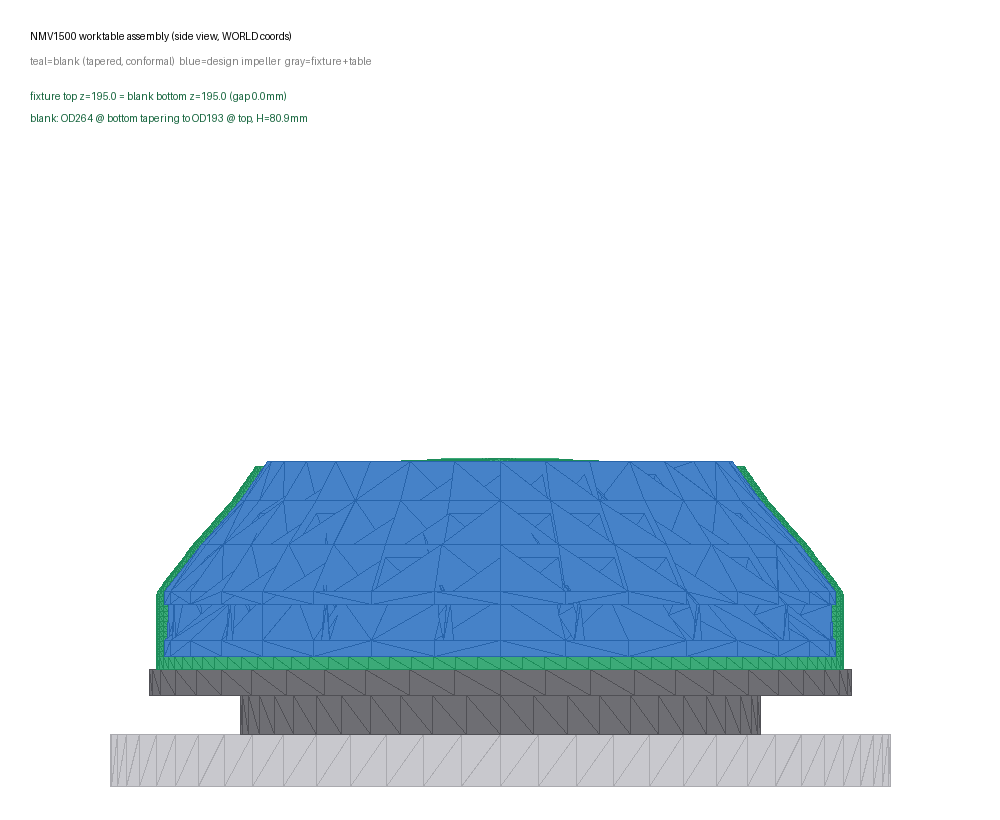 NMV1500 worktable assembly (side view, WORLD coords)
teal=blank (tapered, conformal)  blue=design impeller  gray=fixture+table
fixture top z=195.0 = blank bottom z=195.0 (gap 0.0mm)
blank: OD264 @ bottom tapering to OD193 @ top, H=80.9mm